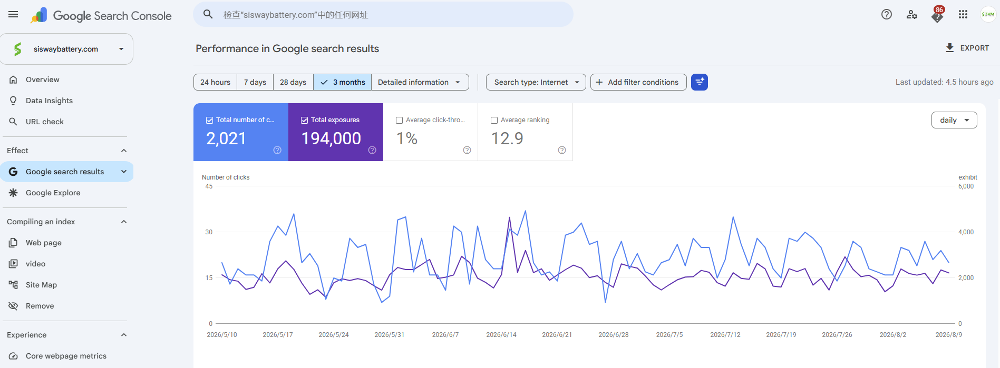 Google Search Console
检查“siswaybattery.com”中的任何网址
86
SiSWAY
siswaybattery.com
Performance in Google search results
EXPORT
24 hours
7 days
28 days
3 months
Detailed information
Search type: Internet
Add filter conditions
Last updated: 4.5 hours ago
Overview
Data Insights
URL check
Effect
Google search results
Google Explore
Compiling an index
Web page
video
Site Map
Remove
Experience
Core webpage metrics
Total number of c...
2,021
Total exposures
194,000
Average click-thro...
1%
Average ranking
12.9
daily
Number of clicks
exhibit
45
6,000
30
4,000
15
2,000
0
0
2026/5/10
2026/5/17
2026/5/24
2026/5/31
2026/6/7
2026/6/14
2026/6/21
2026/6/28
2026/7/5
2026/7/12
2026/7/19
2026/7/26
2026/8/2
2026/8/9